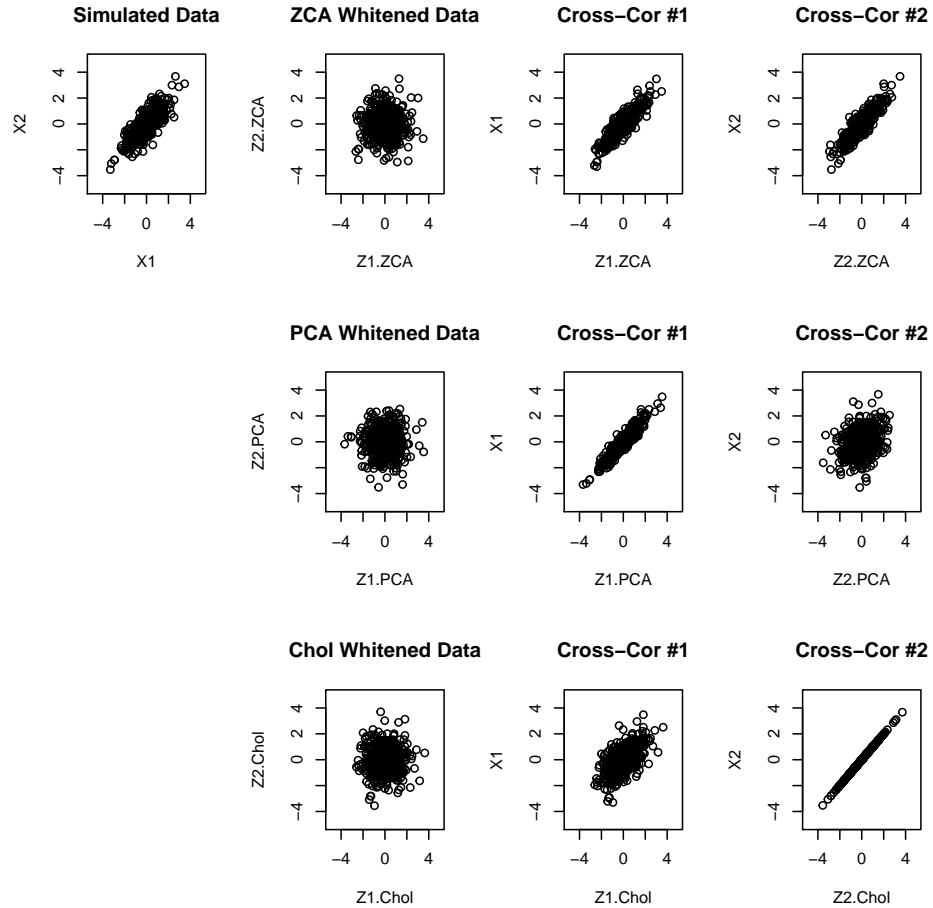 Simulated Data
X2
4
2
0
−4
−4
0
4
X1
ZCA Whitened Data
Z2.ZCA
4
2
0
−4
−4
0
4
Z1.ZCA
Cross−Cor #1
X1
4
2
0
−4
−4
0
4
Z1.ZCA
Cross−Cor #2
X2
4
2
0
−4
−4
0
4
Z2.ZCA
PCA Whitened Data
Z2.PCA
4
2
0
−4
−4
0
4
Z1.PCA
Cross−Cor #1
X1
4
2
0
−4
−4
0
4
Z1.PCA
Cross−Cor #2
X2
4
2
0
−4
−4
0
4
Z2.PCA
Chol Whitened Data
Z2.Chol
4
2
0
−4
−4
0
4
Z1.Chol
Cross−Cor #1
X1
4
2
0
−4
−4
0
4
Z1.Chol
Cross−Cor #2
X2
4
2
0
−4
−4
0
4
Z2.Chol